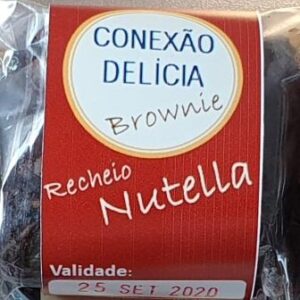 CONEXÃO
DELÍCIA
Brownie
Recheio
Nutella
Validade:
25 SET 2020